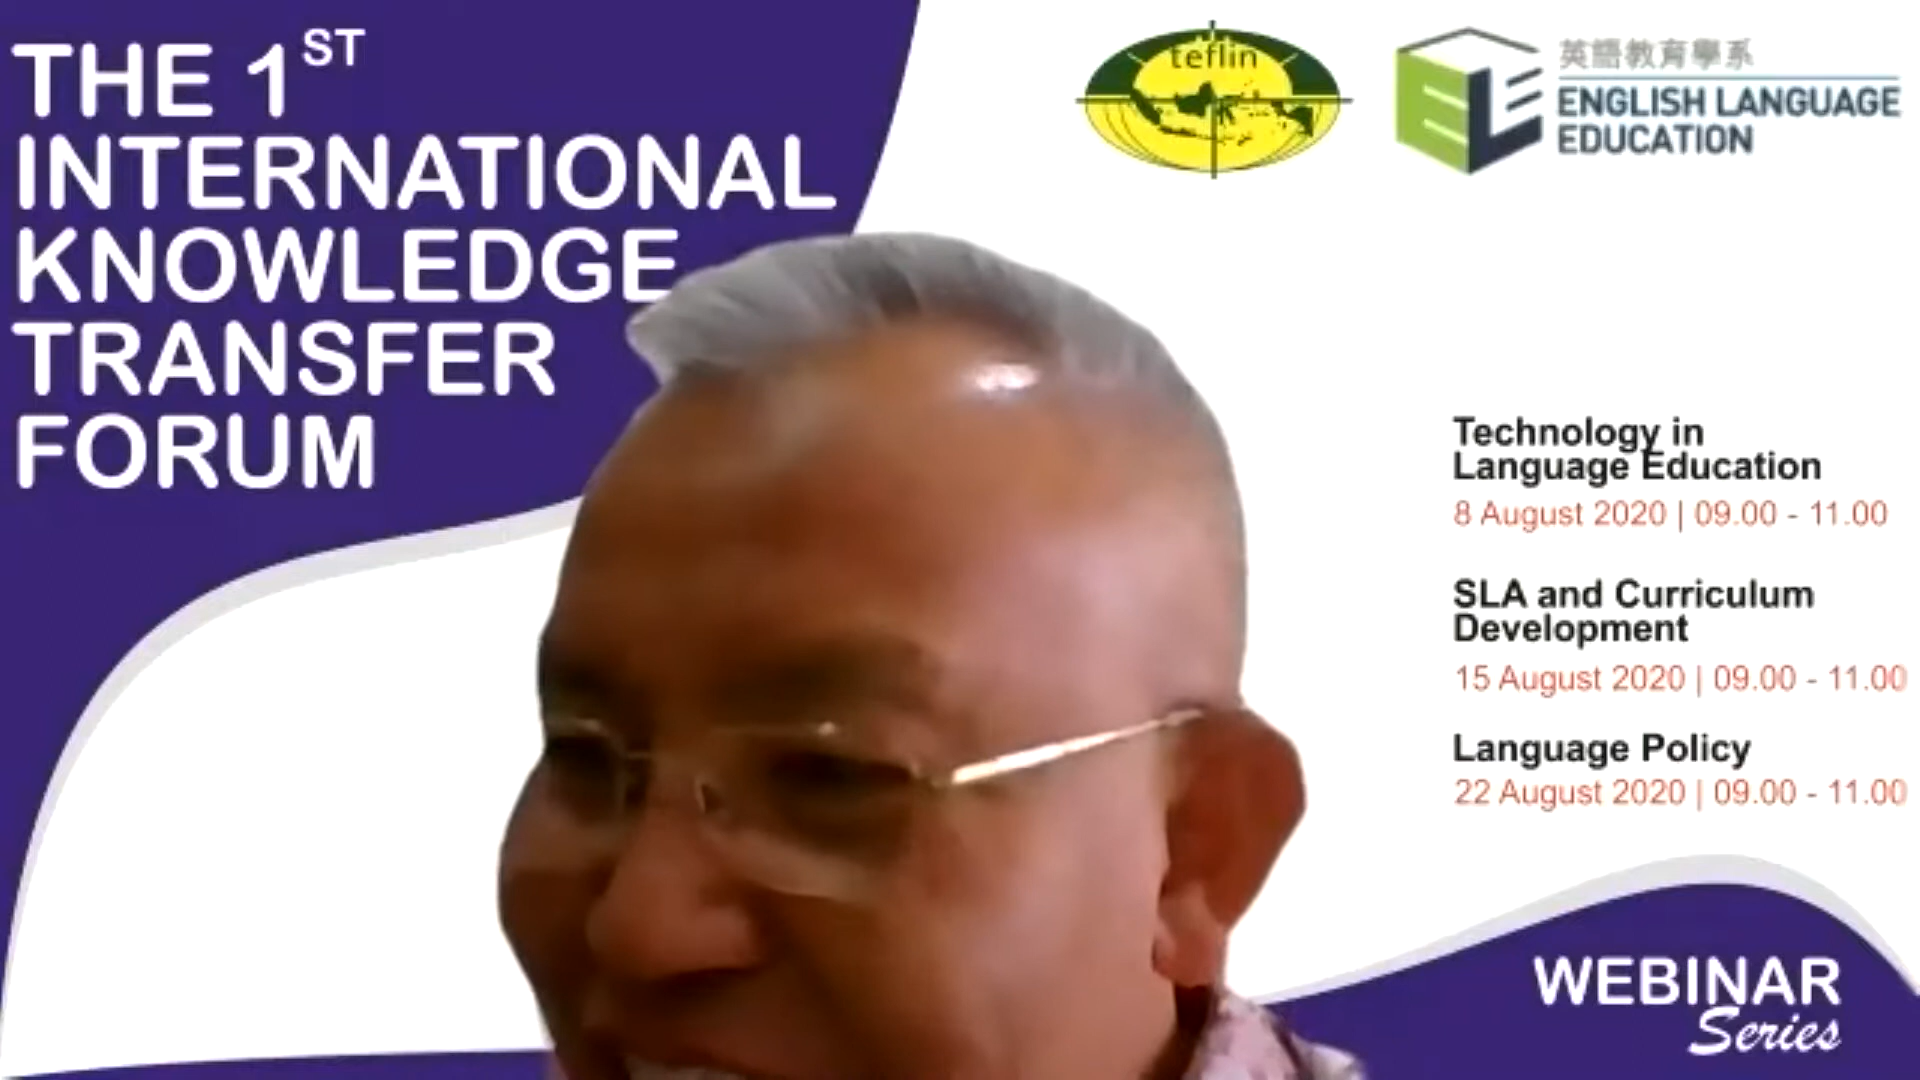 THE 1ST
INTERNATIONAL
KNOWLEDGE
TRANSFER
FORUM
teflin
英語教育學系
ENGLISH LANGUAGE
EDUCATION
Technology in
Language Education
8 August 2020 | 09.00 - 11.00
SLA and Curriculum
Development
15 August 2020 | 09.00 - 11.00
Language Policy
22 August 2020 | 09.00 - 11.00
WEBINAR
Series